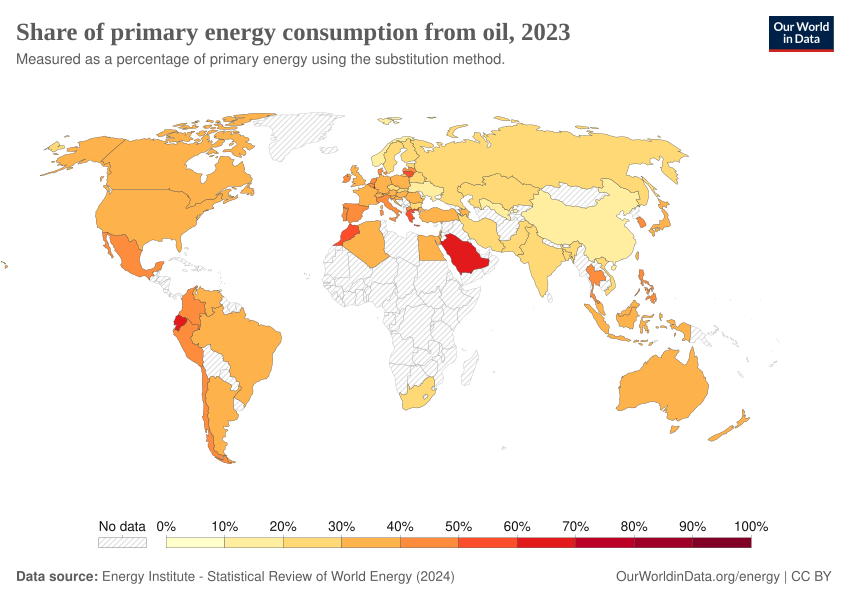 Share of primary energy consumption from oil, 2023
Measured as a percentage of primary energy using the substitution method.
Our World
in Data
No data 0% 10% 20% 30% 40% 50% 60% 70% 80% 90% 100%
Data source: Energy Institute - Statistical Review of World Energy (2024)
OurWorldinData.org/energy | CC BY